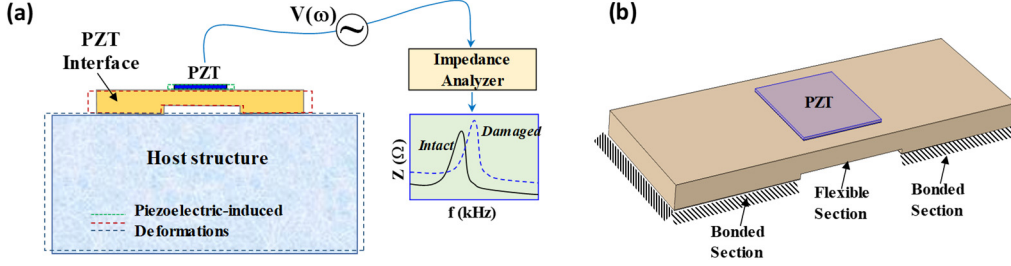 (a)
V(ω)
~
PZT
Interface
PZT
Impedance
Analyzer
Host structure
Piezoelectric-induced
Deformations
Z (Ω)
Intact
Damaged
f (kHz)
(b)
PZT
Bonded
Section
Flexible
Section
Bonded
Section